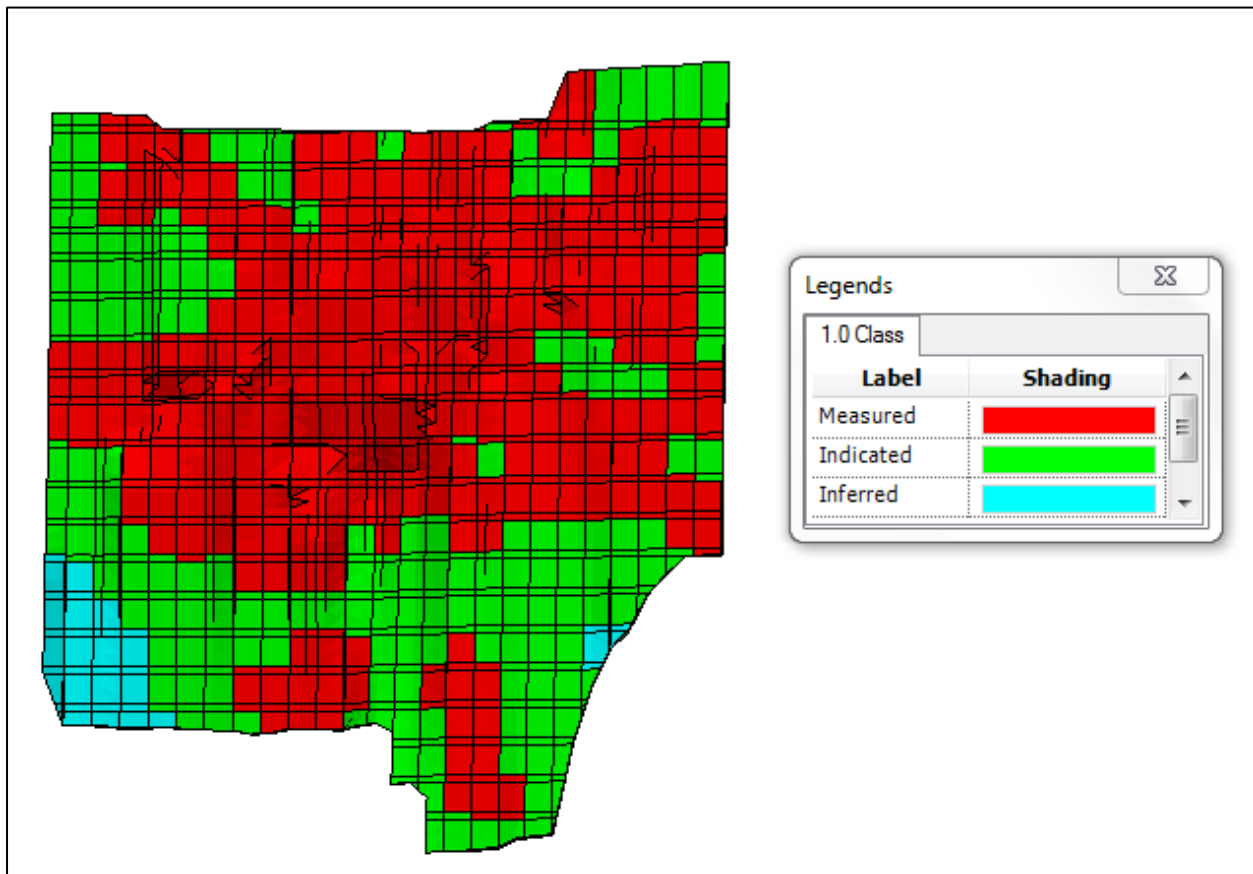 Legends
1.0 Class
Label Shading
Measured
Indicated
Inferred